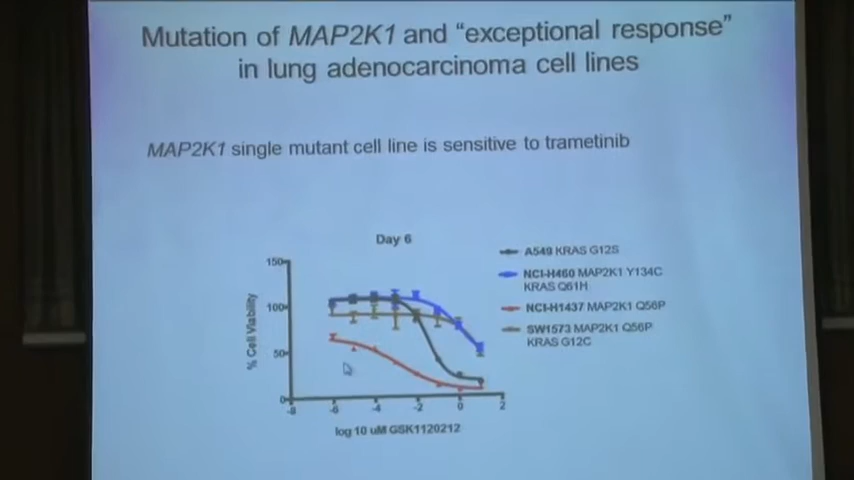 Mutation of MAP2K1 and “exceptional response”
in lung adenocarcinoma cell lines
MAP2K1 single mutant cell line is sensitive to trametinib
Day 6
150
100
50
0
% Cell Viability
-8 -6 -4 -2 0 2
log 10 uM GSK1120212
A549 KRAS G12S
NCI-H460 MAP2K1 Y134C
KRAS Q61H
NCI-H1437 MAP2K1 Q56P
SW1573 MAP2K1 Q56P
KRAS G12C